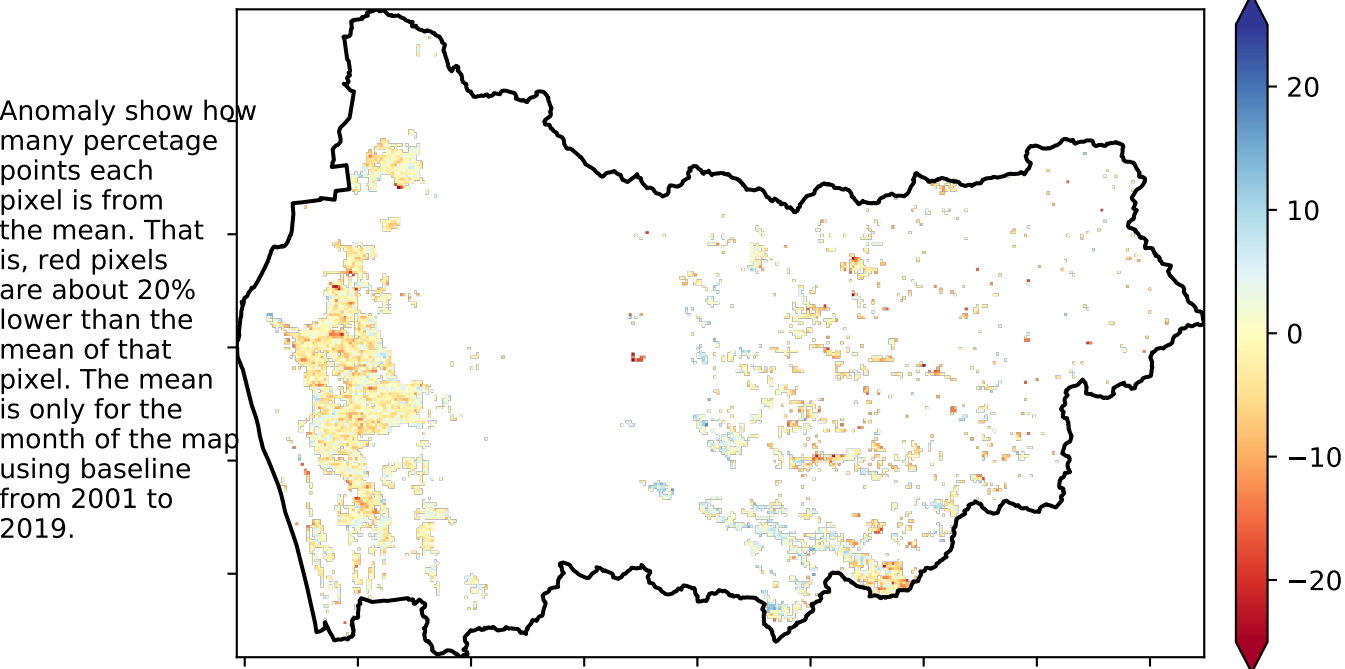 Anomaly show how
many percetage
points each
pixel is from
the mean. That
is, red pixels
are about 20%
lower than the
mean of that
pixel. The mean
is only for the
month of the map
using baseline
from 2001 to
2019.
20
10
0
−10
−20